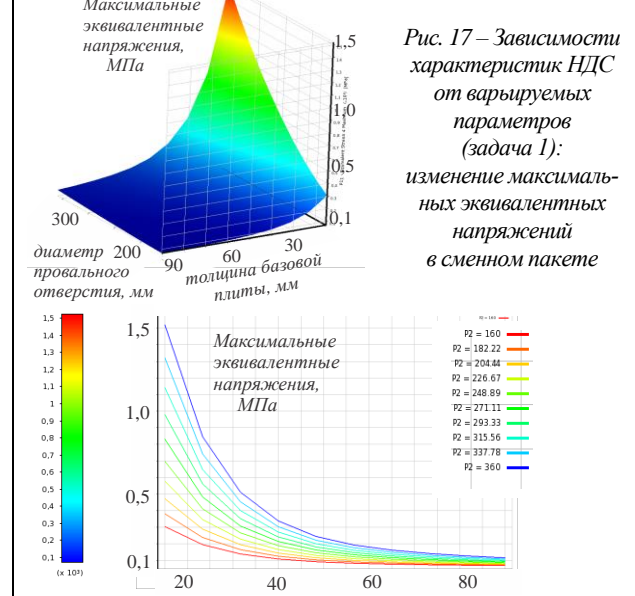 Максимальные
эквивалентные
напряжения,
МПа
1,5
1,0
0,5
0,1
300
200
90
60
30
диаметр
провального
отверстия, мм
толщина базовой
плиты, мм
Рис. 17 – Зависимости
характеристик НДС
от варьируемых
параметров
(задача 1):
изменение максималь-
ных эквивалентных
напряжений
в сменном пакете
1,5
1,4
1,3
1,2
1,1
1
0,9
0,8
0,7
0,6
0,5
0,4
0,3
0,2
0,1
(x 10³)
1,5
1,0
0,5
0,1
20
40
60
80
Максимальные
эквивалентные
напряжения,
МПа
P2 = 160
P2 = 182.22
P2 = 204.44
P2 = 226.67
P2 = 248.89
P2 = 271.11
P2 = 293.33
P2 = 315.56
P2 = 337.78
P2 = 360